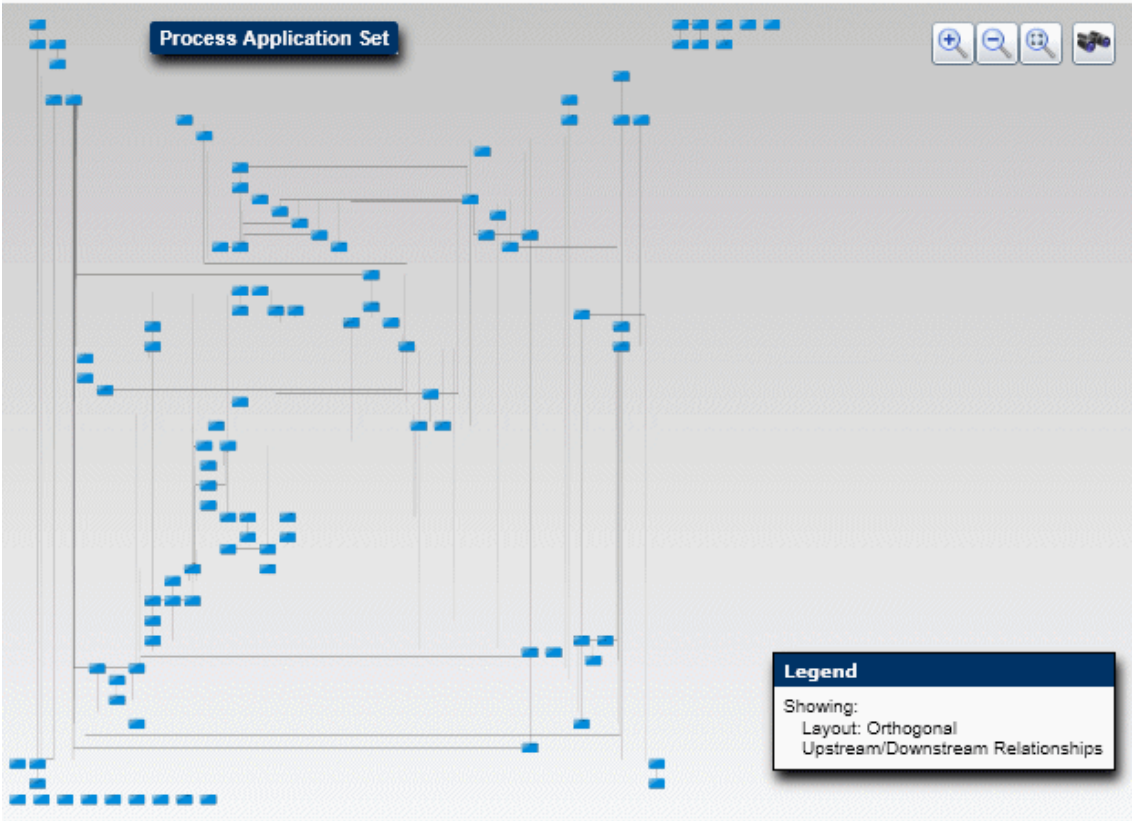 Process Application Set
Legend
Showing:
Layout: Orthogonal
Upstream/Downstream Relationships